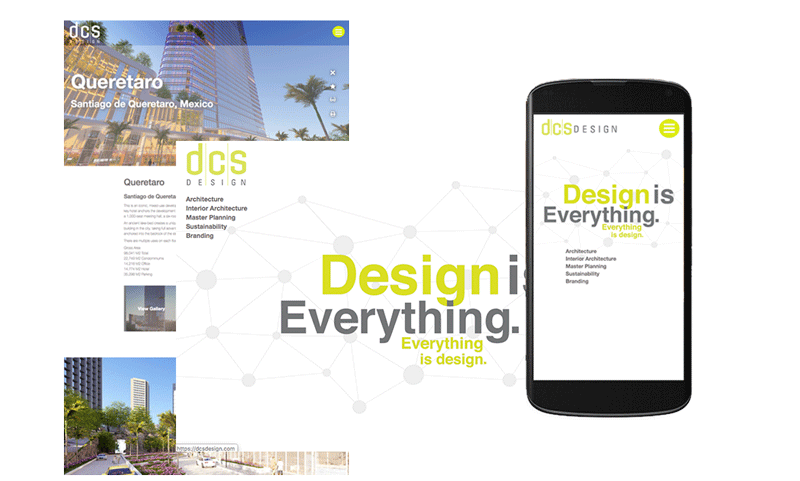 dcs
DESIGN
Queretaro
Santiago de Queretaro, Mexico
Queretaro
Santiago de Quereta
dcs
DESIGN
Architecture
Interior Architecture
Master Planning
Sustainability
Branding
View Gallery
Design is
Everything.
Everything
is design.
https://dcsdesign.com
dcs DESIGN
Design is
Everything.
Everything
is design.
Architecture
Interior Architecture
Master Planning
Sustainability
Branding